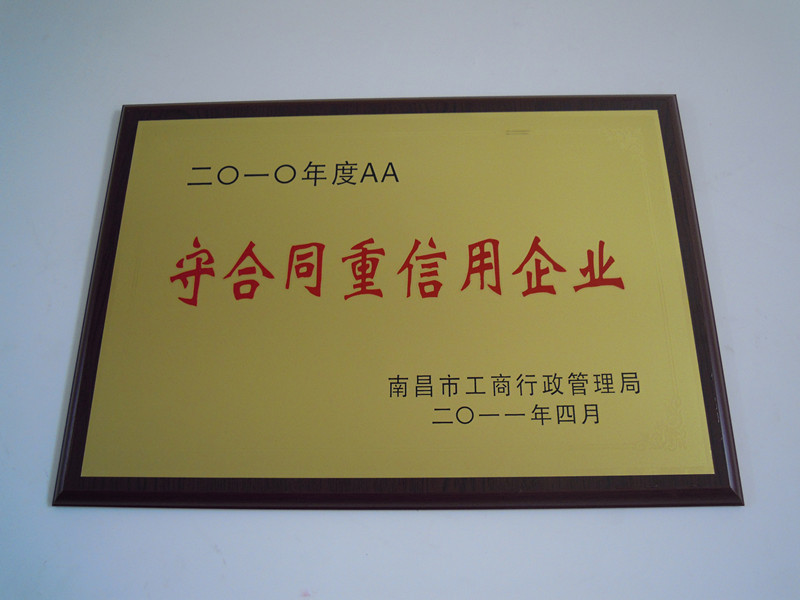 二〇一〇年度AA
守合同重信用企业
南昌市工商行政管理局
二〇一一年四月